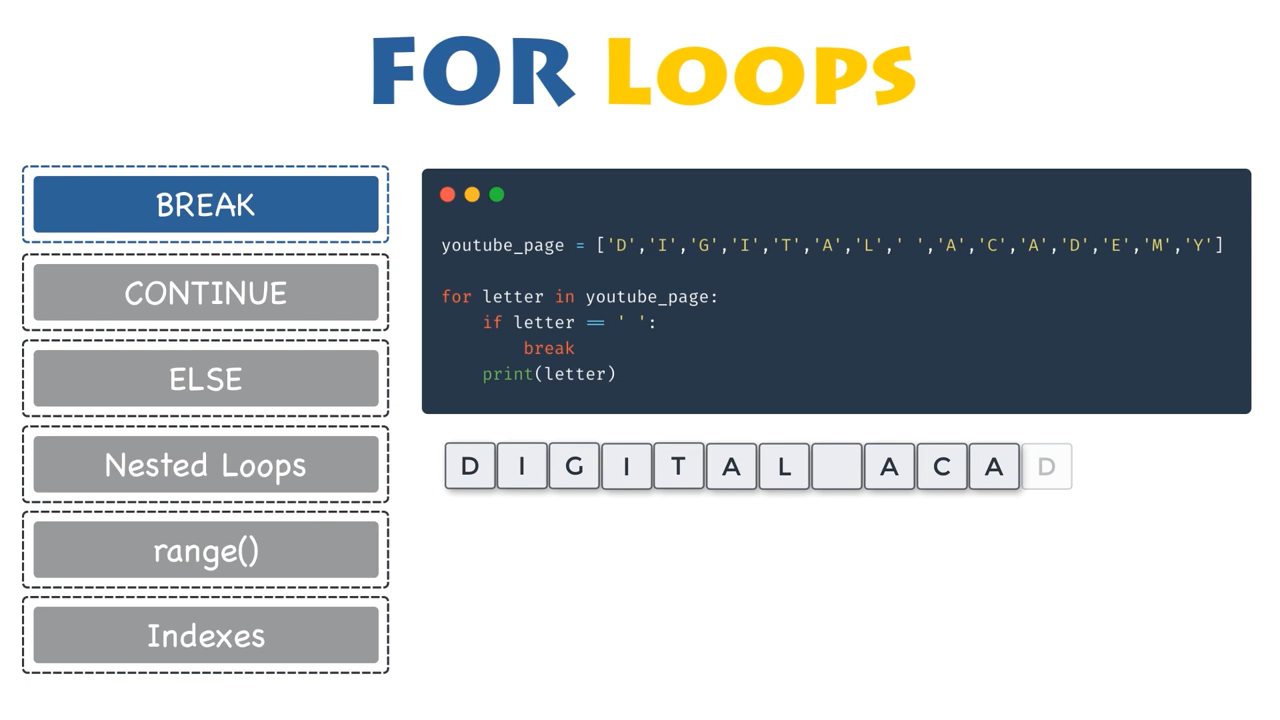 FOR LOOPS
BREAK
CONTINUE
ELSE
Nested Loops
range()
Indexes
youtube_page = ['D','I','G','I','T','A','L',' ','A','C','A','D','E','M','Y']
for letter in youtube_page:
    if letter == ' ':
        break
    print(letter)
D I G I T A L   A C A D